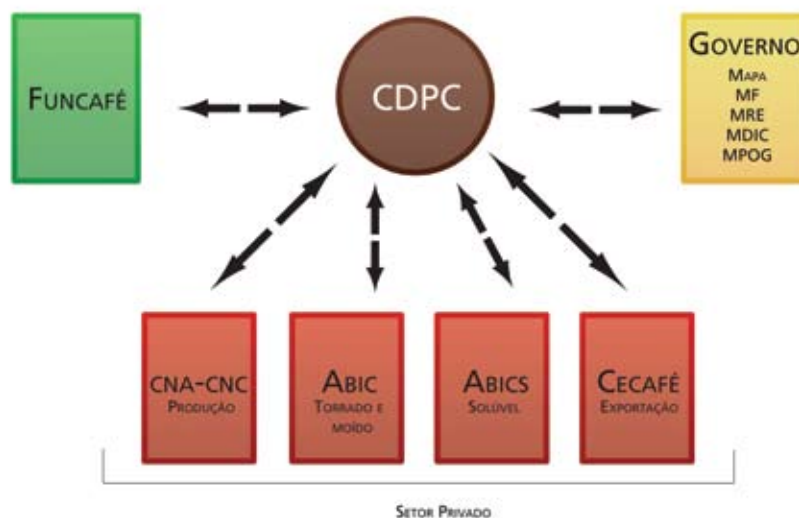 FUNCAFÉ
CDPC
GOVERNO
MAPA
MF
MRE
MDIC
MPOG
CNA-CNC
PRODUÇÃO
ABIC
TORRADO E
MOÍDO
ABICS
SOLÚVEL
CECAFÉ
EXPORTAÇÃO
SETOR PRIVADO